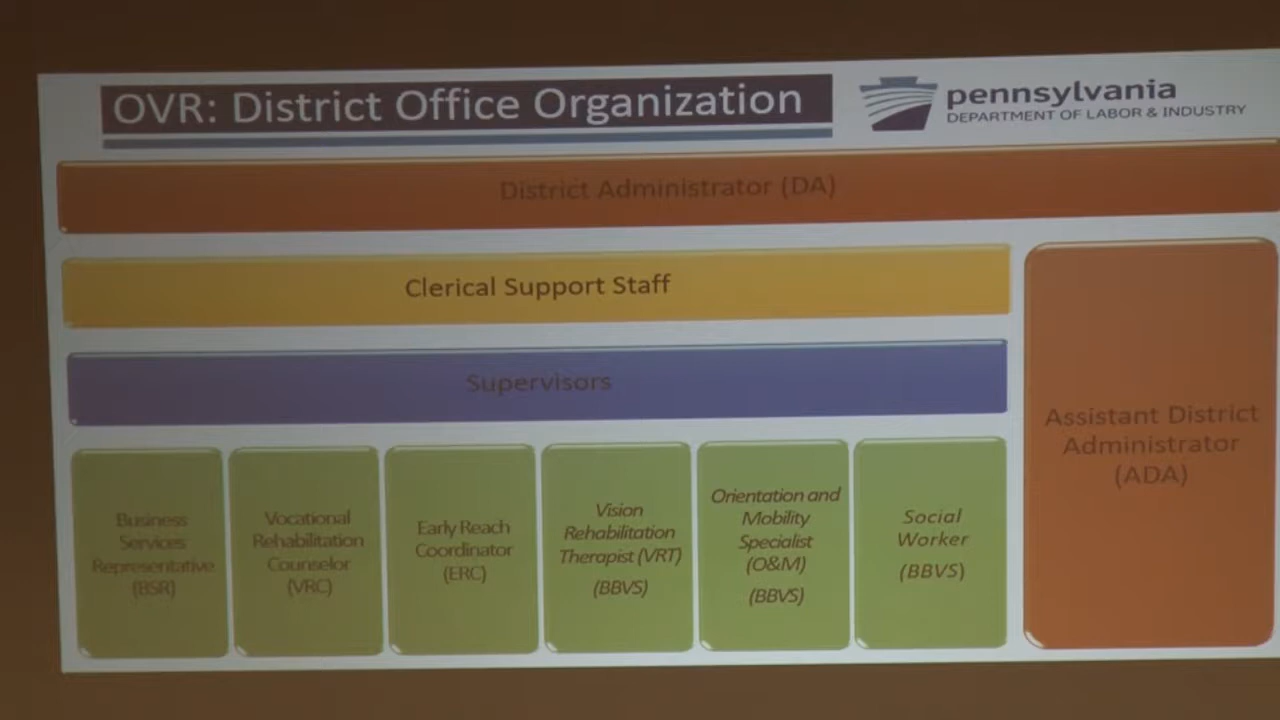 OVR: District Office Organization
pennsylvania
DEPARTMENT OF LABOR & INDUSTRY
District Administrator (DA)
Clerical Support Staff
Supervisors
Business
Services
Representative
(BSR)
Vocational
Rehabilitation
Counselor
(VRC)
Early Reach
Coordinator
(ERC)
Vision
Rehabilitation
Therapist (VRT)
(BBVS)
Orientation and
Mobility
Specialist
(O&M)
(BBVS)
Social
Worker
(BBVS)
Assistant District
Administrator
(ADA)